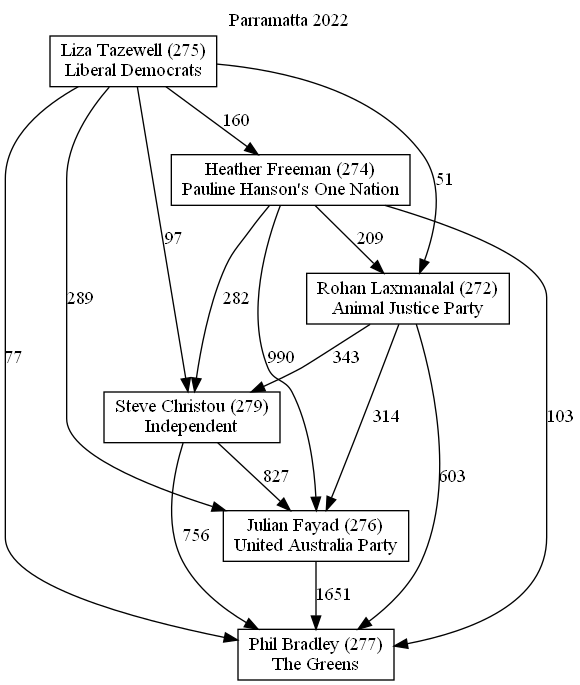 Parramatta 2022
Liza Tazewell (275)
Liberal Democrats
160
Heather Freeman (274)
Pauline Hanson's One Nation
51
97
209
Rohan Laxmanalal (272)
Animal Justice Party
289
282
77
990
343
Steve Christou (279)
Independent
314
103
827
603
756
Julian Fayad (276)
United Australia Party
1651
Phil Bradley (277)
The Greens